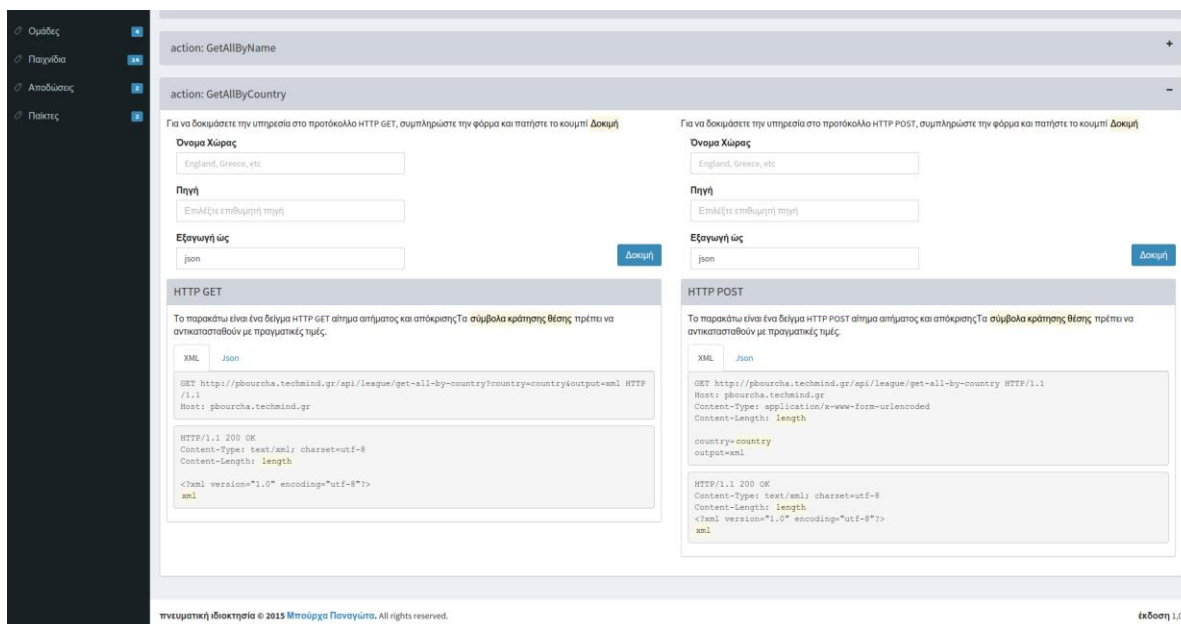 Ομάδες 4
Παιχνίδια 14
Αποδώσεις 2
Παίκτες 2
action: GetAllByName +
action: GetAllByCountry -
Για να δοκιμάσετε την υπηρεσία στο πρωτόκολλο HTTP GET, συμπληρώστε την φόρμα και πατήστε το κουμπί Δοκιμή
Όνομα Χώρας
England, Greece, etc
Πηγή
Επιλέξτε επιθυμητή πηγή
Εξαγωγή ώς
json
Δοκιμή
HTTP GET
Το παρακάτω είναι ένα δείγμα HTTP GET αίτημα αιτήματος και απόκρισηςΤα σύμβολα κράτησης θέσης πρέπει να
αντικατασταθούν με πραγματικές τιμές.
XML Json
GET http://pbourcha.techmind.gr/api/league/get-all-by-country?country=country&output=xml HTTP
/1.1
Host: pbourcha.techmind.gr
HTTP/1.1 200 OK
Content-Type: text/xml; charset=utf-8
Content-Length: length
<?xml version="1.0" encoding="utf-8"?>
xml
Για να δοκιμάσετε την υπηρεσία στο πρωτόκολλο HTTP POST, συμπληρώστε την φόρμα και πατήστε το κουμπί Δοκιμή
Όνομα Χώρας
England, Greece, etc
Πηγή
Επιλέξτε επιθυμητή πηγή
Εξαγωγή ώς
json
Δοκιμή
HTTP POST
Το παρακάτω είναι ένα δείγμα HTTP POST αίτημα αιτήματος και απόκρισηςΤα σύμβολα κράτησης θέσης πρέπει να
αντικατασταθούν με πραγματικές τιμές.
XML Json
GET http://pbourcha.techmind.gr/api/league/get-all-by-country HTTP/1.1
Host: pbourcha.techmind.gr
Content-Type: application/x-www-form-urlencoded
Content-Length: length
country=country
output=xml
HTTP/1.1 200 OK
Content-Type: text/xml; charset=utf-8
Content-Length: length
<?xml version="1.0" encoding="utf-8"?>
xml
πνευματική ιδιοκτησία © 2015 Μπούρχα Παναγώτα. All rights reserved.
έκδοση 1,0